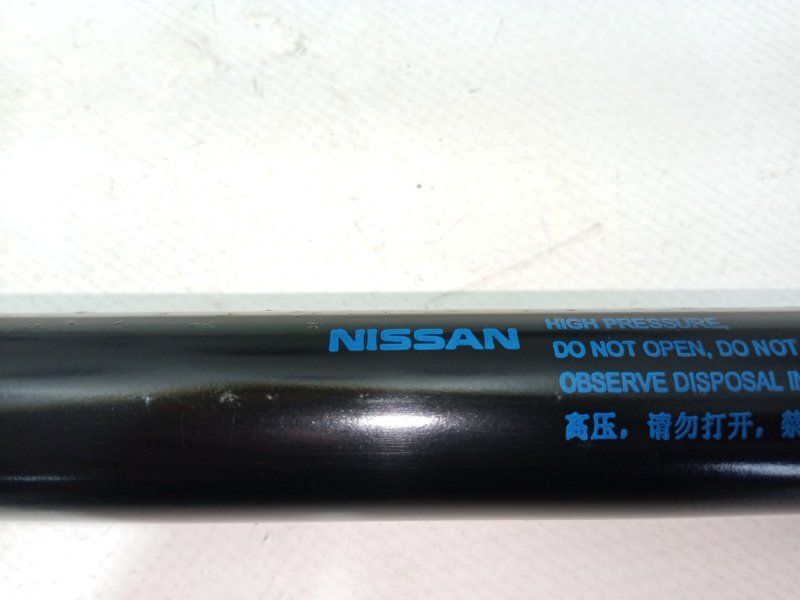 NISSAN
HIGH PRESSURE,
DO NOT OPEN, DO NOT
OBSERVE DISPOSAL
高压，请勿打开，